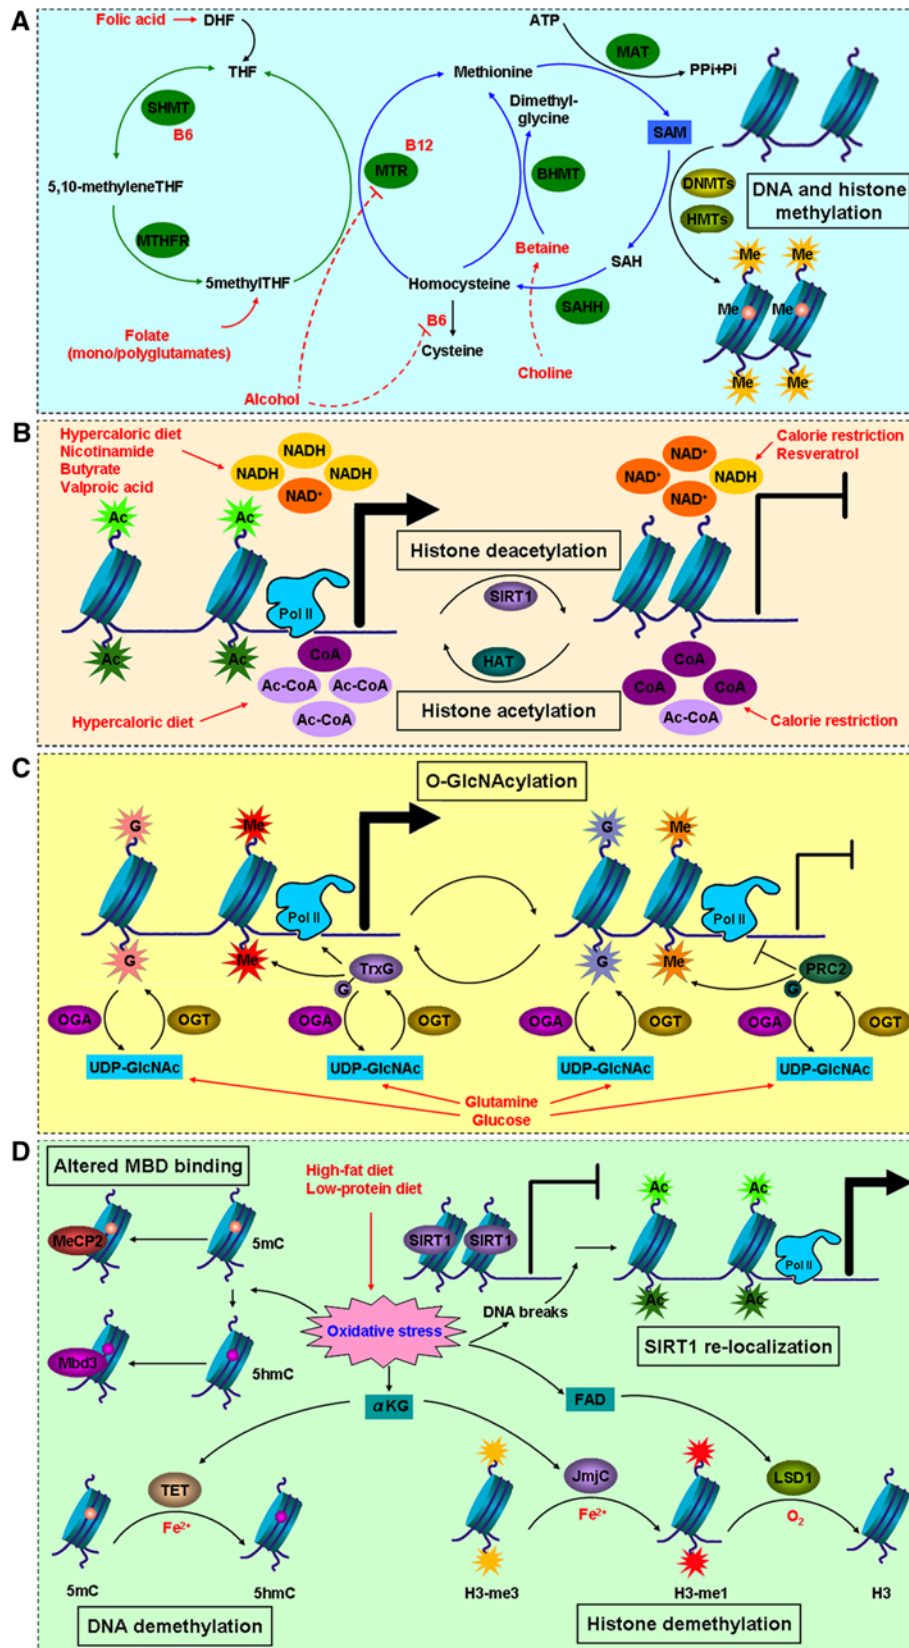 A
Folic acid
DHF
ATP
MAT
THF
Methionine
PPi+Pi
Dimethyl-
glycine
SHMT
B6
SAM
B12
MTR
BHMT
5,10-methyleneTHF
DNMTs
HMTs
DNA and histone
methylation
MTHFR
Betaine
SAH
Me
Me
5methylTHF
Homocysteine
SAHH
Me
Me
Folate
(mono/polyglutamates)
B6
Cysteine
Choline
Me
Me
Alcohol
B
Hypercaloric diet
Nicotinamide
Butyrate
Valproic acid
NADH
NADH
NADH
NAD⁺
NAD⁺
NAD⁺
NADH
NAD⁺
Calorie restriction
Resveratrol
Ac
Ac
Histone deacetylation
SIRT1
Pol II
Ac
Ac
CoA
HAT
CoA
Ac-CoA
Ac-CoA
CoA
CoA
Hypercaloric diet
Ac-CoA
Histone acetylation
Ac-CoA
Calorie restriction
C
O-GlcNAcylation
G
Me
G
Me
Pol II
Pol II
G
Me
TrxG
G
G
Me
PRC2
G
OGA
OGT
OGA
OGT
OGA
OGT
OGA
OGT
UDP-GlcNAc
UDP-GlcNAc
UDP-GlcNAc
UDP-GlcNAc
Glutamine
Glucose
D
Altered MBD binding
High-fat diet
Low-protein diet
Ac
Ac
MeCP2
5mC
SIRT1
SIRT1
Pol II
Ac
Ac
DNA breaks
Oxidative stress
SIRT1 re-localization
Mbd3
5hmC
αKG
FAD
TET
JmjC
LSD1
Fe²⁺
Fe²⁺
O₂
5mC
5hmC
H3-me3
H3-me1
H3
DNA demethylation
Histone demethylation